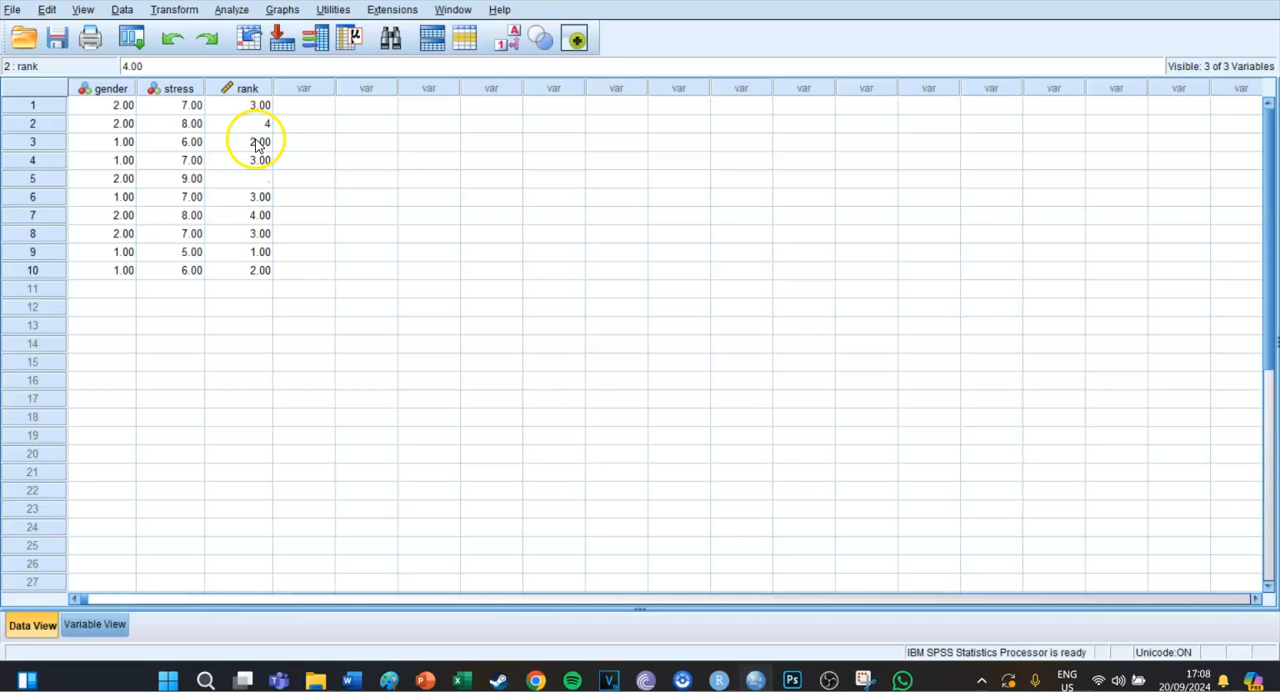 File Edit View Data Transform Analyze Graphs Utilities Extensions Window Help
2 : rank 4.00 Visible: 3 of 3 Variables
gender stress rank var var var var var var var var var var var var var var var
1 2.00 7.00 3.00
2 2.00 8.00 4
3 1.00 6.00 2.00
4 1.00 7.00 3.00
5 2.00 9.00 .
6 1.00 7.00 3.00
7 2.00 8.00 4.00
8 2.00 7.00 3.00
9 1.00 5.00 1.00
10 1.00 6.00 2.00
11
12
13
14
15
16
17
18
19
20
21
22
23
24
25
26
27
Data View Variable View
IBM SPSS Statistics Processor is ready Unicode:ON
ENG 17:08
US 20/09/2024